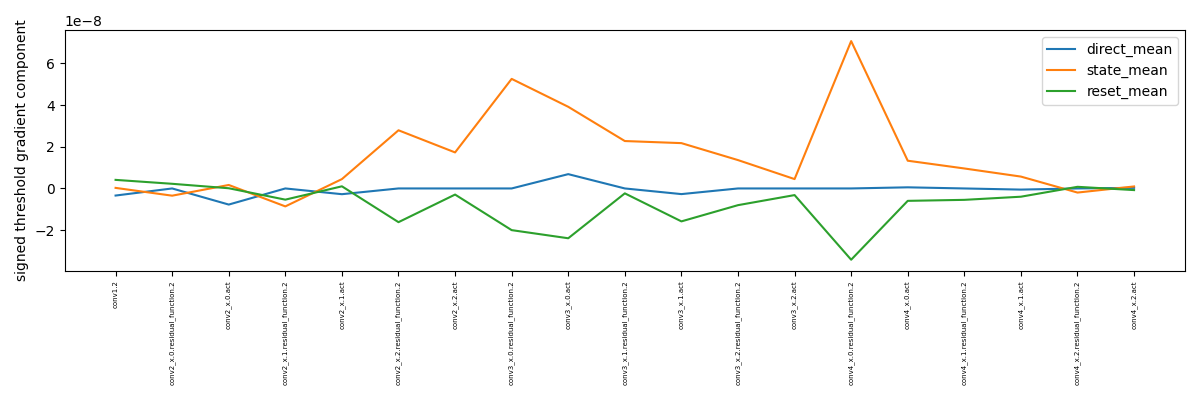 1e−8
signed threshold gradient component
6
4
2
0
−2
direct_mean
state_mean
reset_mean
conv1.2
conv2_x.0.residual_function.2
conv2_x.0.act
conv2_x.1.residual_function.2
conv2_x.1.act
conv2_x.2.residual_function.2
conv2_x.2.act
conv3_x.0.residual_function.2
conv3_x.0.act
conv3_x.1.residual_function.2
conv3_x.1.act
conv3_x.2.residual_function.2
conv3_x.2.act
conv4_x.0.residual_function.2
conv4_x.0.act
conv4_x.1.residual_function.2
conv4_x.1.act
conv4_x.2.residual_function.2
conv4_x.2.act